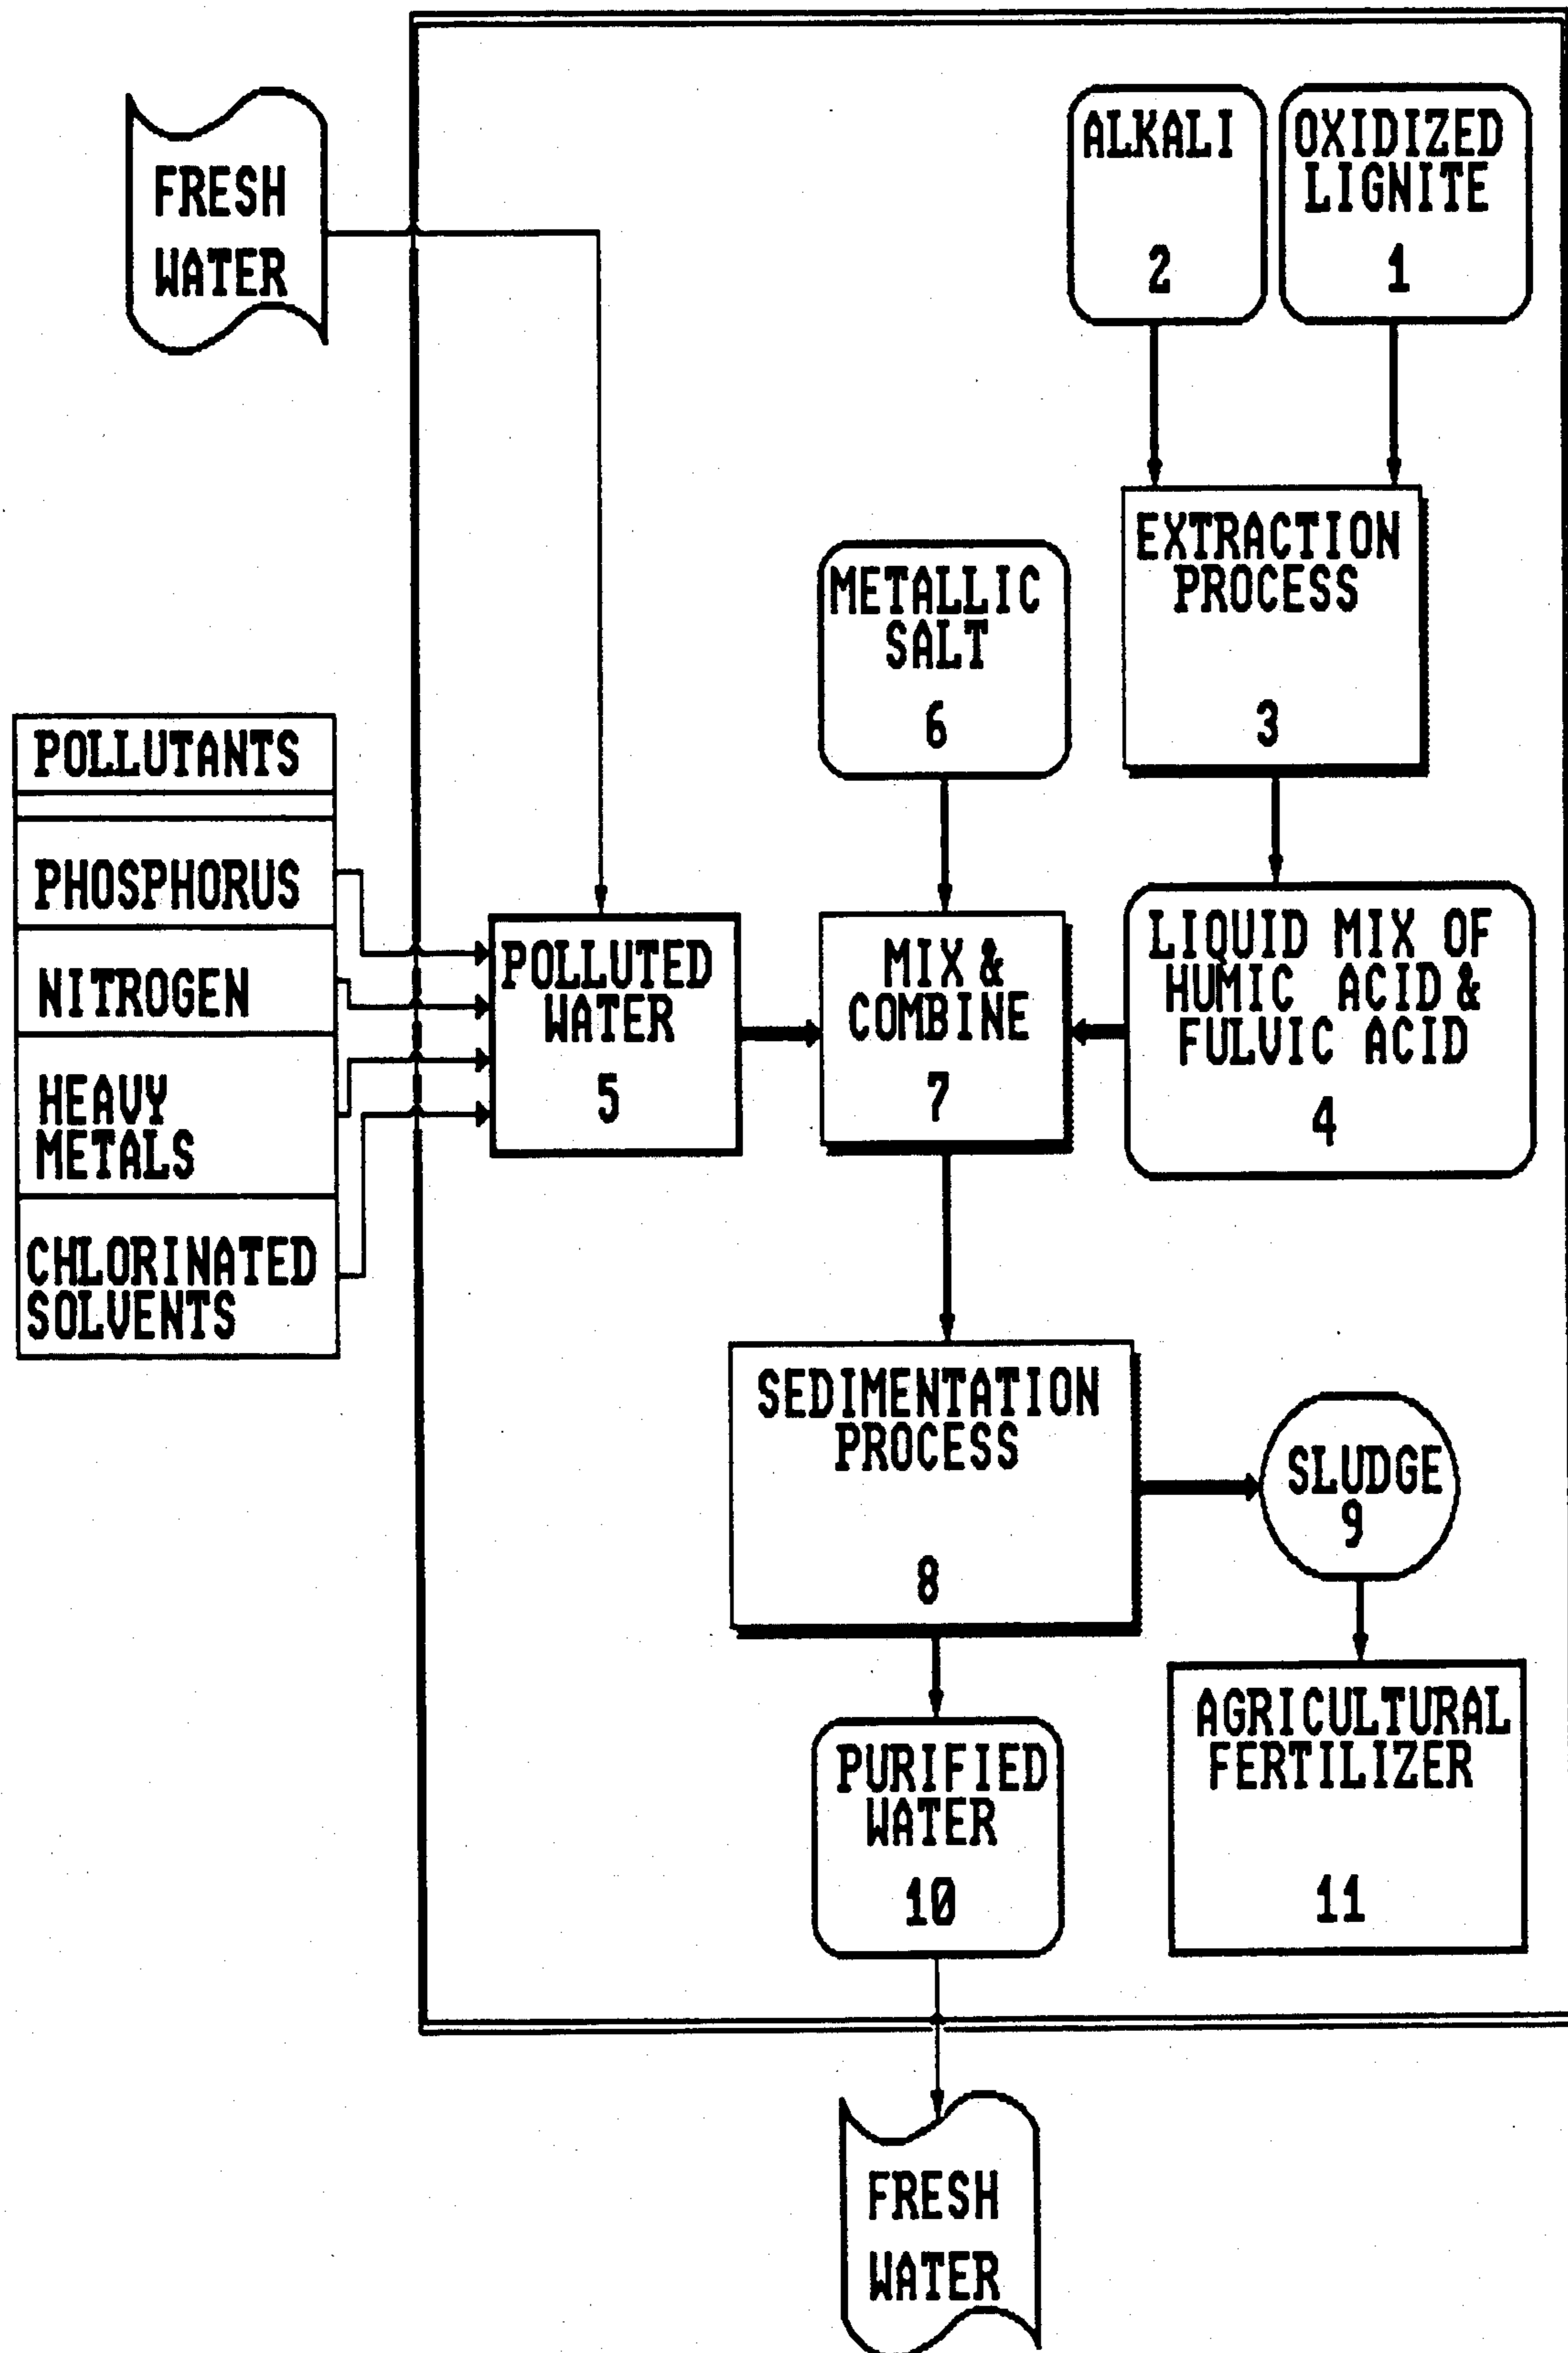 FRESH
WATER
ALKALI
2
OXIDIZED
LIGNITE
1
EXTRACTION
PROCESS
3
METALLIC
SALT
6
POLLUTANTS
PHOSPHORUS
NITROGEN
HEAVY
METALS
CHLORINATED
SOLVENTS
POLLUTED
WATER
5
MIX &
COMBINE
7
LIQUID MIX OF
HUMIC ACID &
FULVIC ACID
4
SEDIMENTATION
PROCESS
8
SLUDGE
9
PURIFIED
WATER
10
AGRICULTURAL
FERTILIZER
11
FRESH
WATER